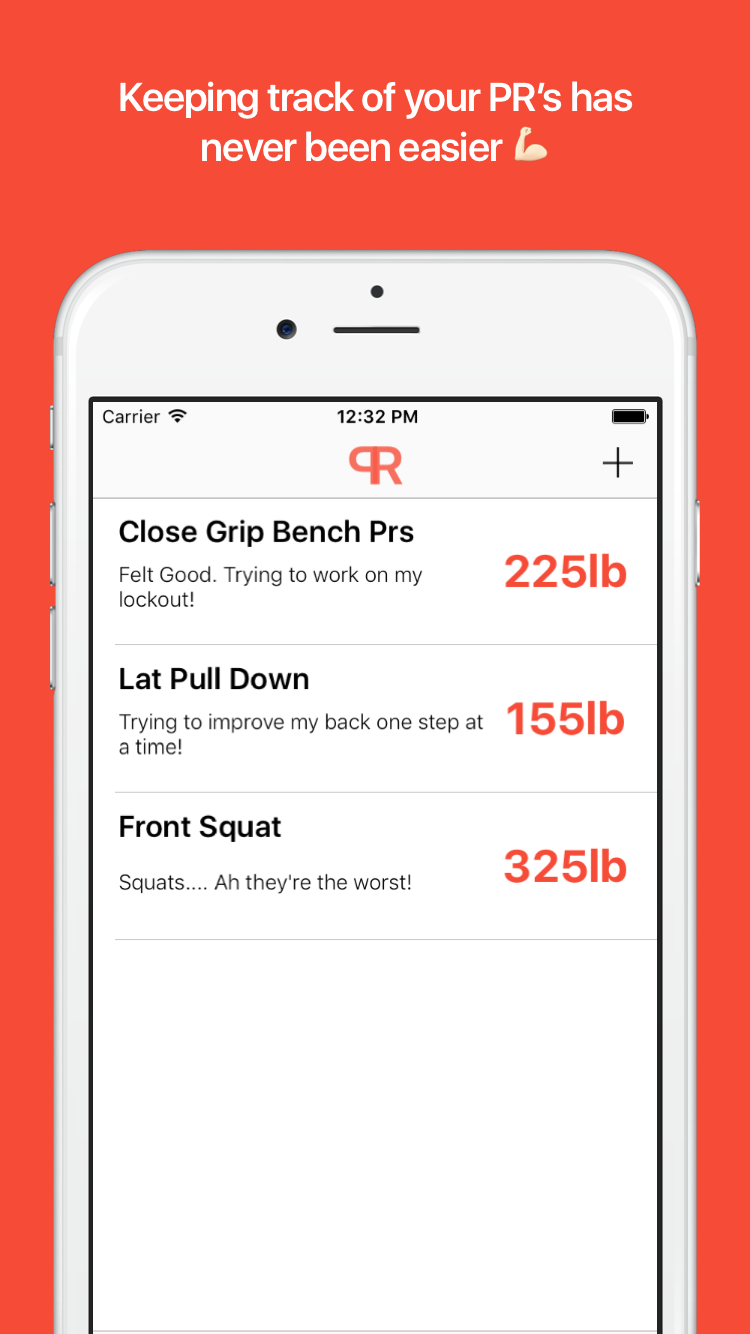 Keeping track of your PR’s has
never been easier 💪🏻
Carrier
12:32 PM
PR
Close Grip Bench Prs
Felt Good. Trying to work on my
lockout!
225lb
Lat Pull Down
Trying to improve my back one step at
a time!
155lb
Front Squat
Squats.... Ah they're the worst!
325lb